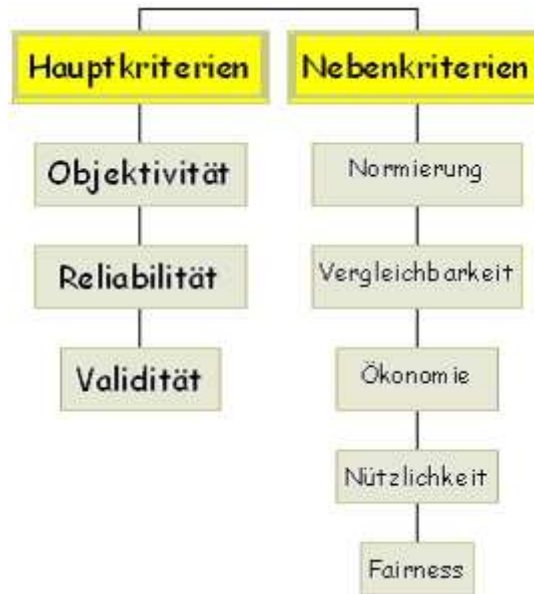 Hauptkriterien
Objektivität
Reliabilität
Validität
Nebenkriterien
Normierung
Vergleichbarkeit
Ökonomie
Nützlichkeit
Fairness